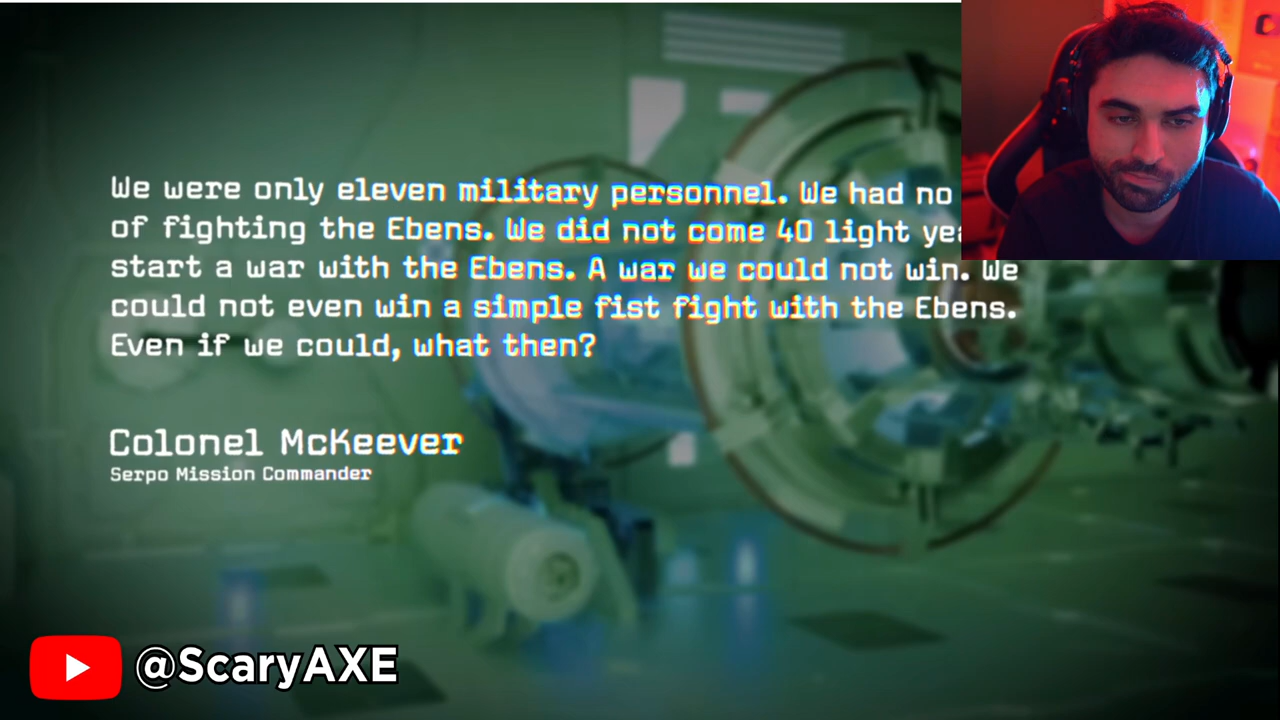 We were only eleven military personnel. We had no
of fighting the Ebens. We did not come 40 light
start a war with the Ebens. A war we could not win. We
could not even win a simple fist fight with the Ebens.
Even if we could, what then?
Colonel McKeever
Serpo Mission Commander
@ScaryAXE